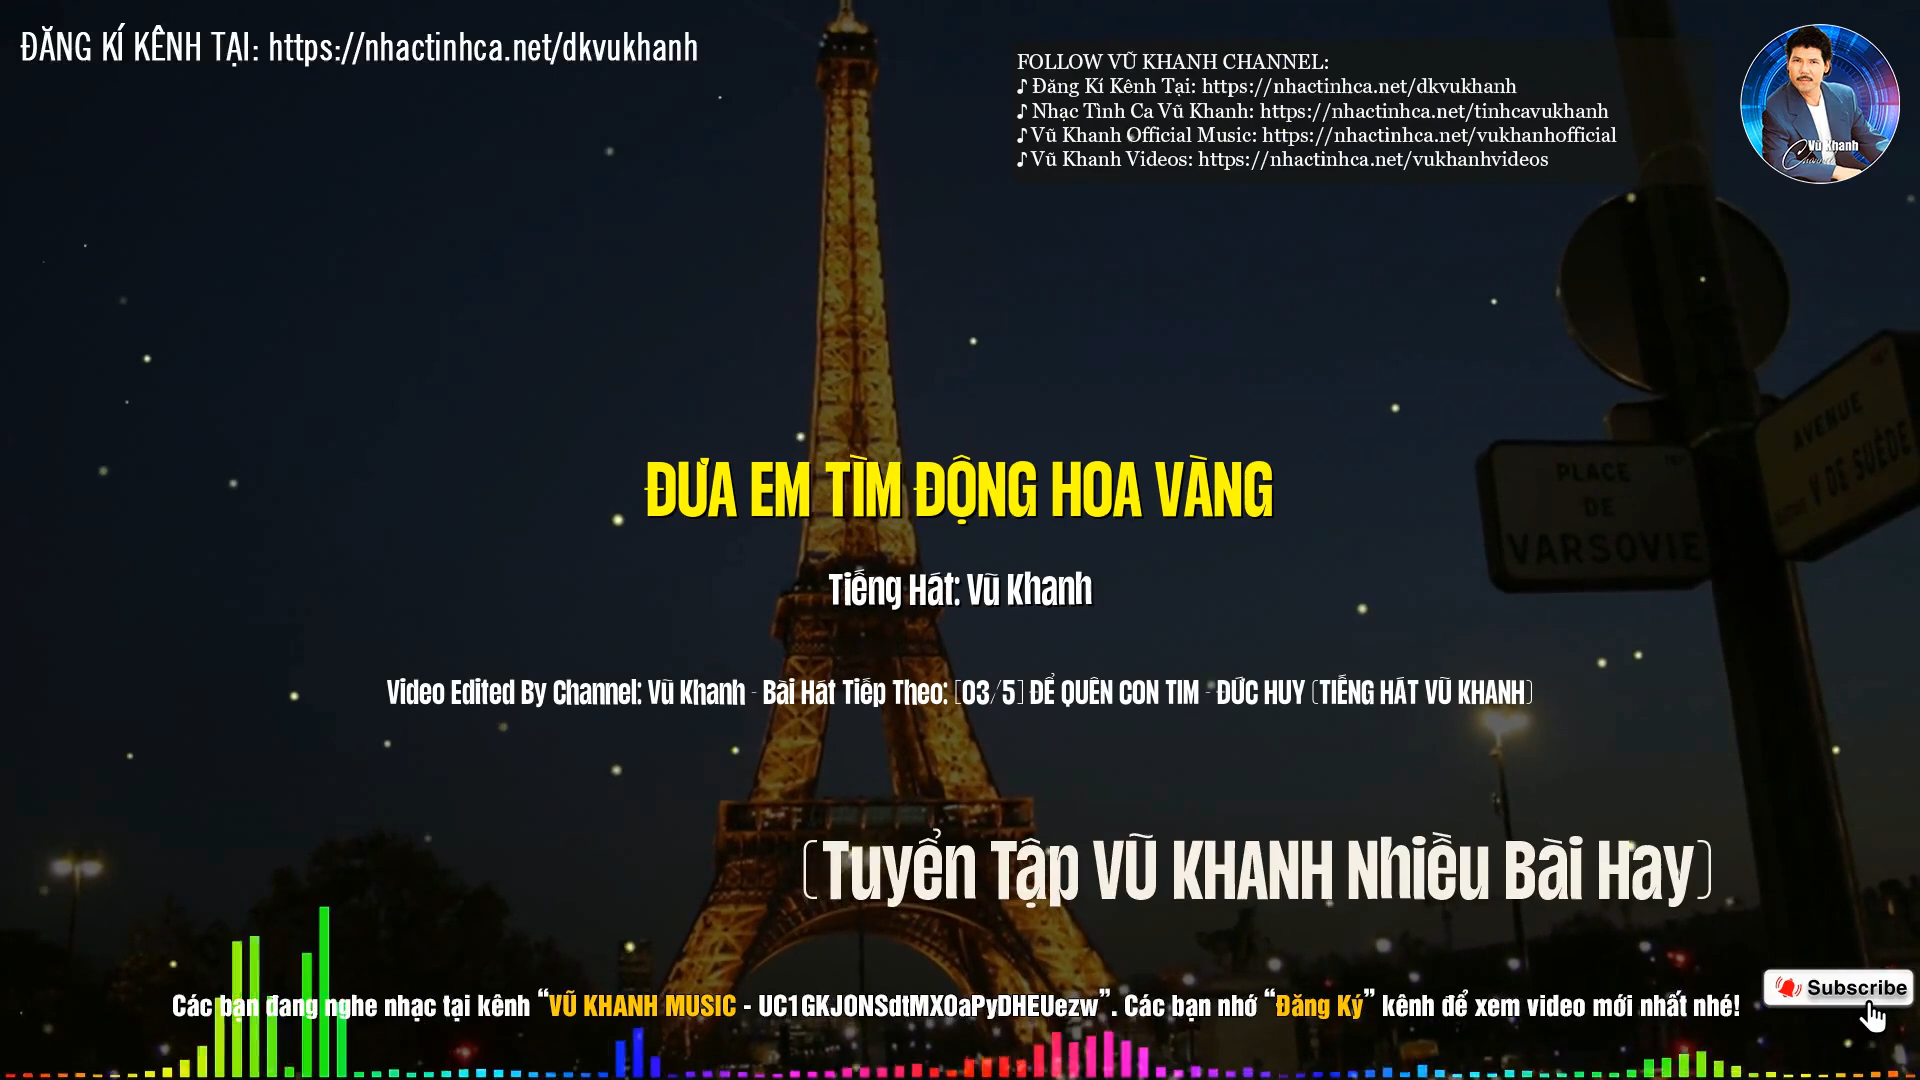 ĐĂNG KÍ KÊNH TẠI: https://nhactinhca.net/dkvukhanh
FOLLOW VŨ KHANH CHANNEL:
♪ Đăng Kí Kênh Tại: https://nhactinhca.net/dkvukhanh
♪ Nhạc Tình Ca Vũ Khanh: https://nhactinhca.net/tinhcavukhanh
♪ Vũ Khanh Official Music: https://nhactinhca.net/vukhanhofficial
♪ Vũ Khanh Videos: https://nhactinhca.net/vukhanhvideos
Vũ Khanh
Channel
AVENUE
V DE SUÈDE
PLACE
DE
VARSOVIE
ĐƯA EM TÌM ĐỘNG HOA VÀNG
Tiếng Hát: Vũ Khanh
Video Edited By Channel: Vũ Khanh - Bài Hát Tiếp Theo: [03/5] ĐỂ QUÊN CON TIM - ĐỨC HUY (TIẾNG HÁT VŨ KHANH)
(Tuyển Tập VŨ KHANH Nhiều Bài Hay)
Subscribe
Các bạn đang nghe nhạc tại kênh “VŨ KHANH MUSIC - UC1GKJONSdtMXOaPyDHEUezw”. Các bạn nhớ “Đăng Ký” kênh để xem video mới nhất nhé!